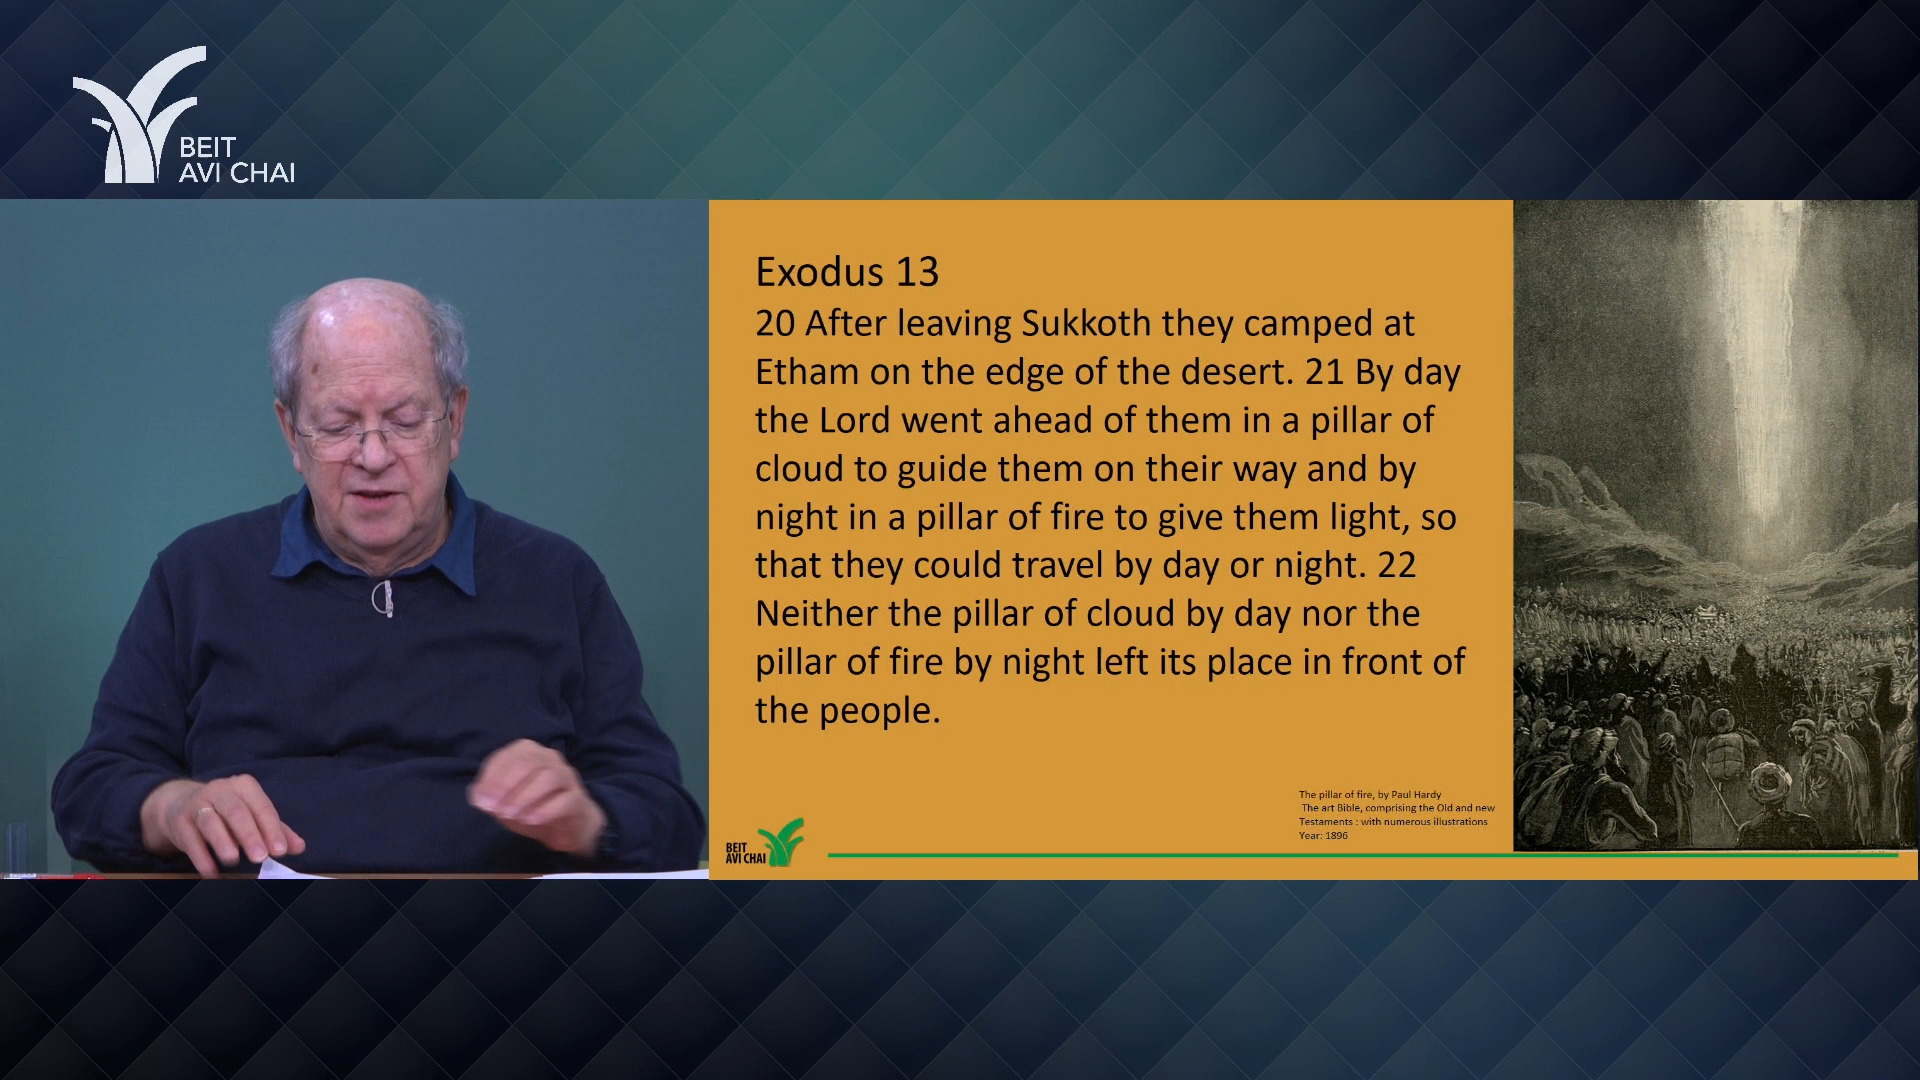 BEIT
AVI CHAI
Exodus 13
20 After leaving Sukkoth they camped at
Etham on the edge of the desert. 21 By day
the Lord went ahead of them in a pillar of
cloud to guide them on their way and by
night in a pillar of fire to give them light, so
that they could travel by day or night. 22
Neither the pillar of cloud by day nor the
pillar of fire by night left its place in front of
the people.
The pillar of fire, by Paul Hardy
The art Bible, comprising the Old and new
Testaments : with numerous illustrations
Year: 1896
BEIT
AVI CHAI